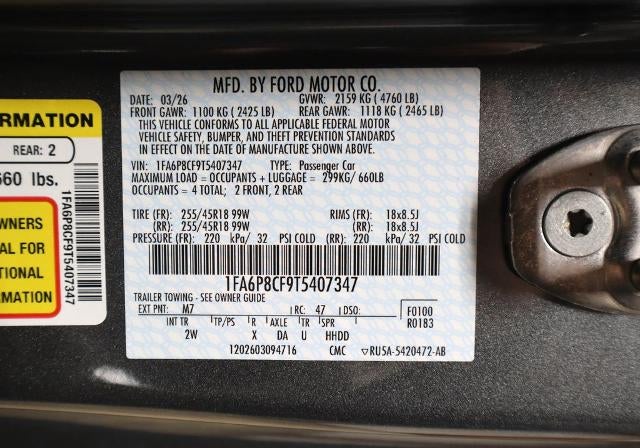 FORMATION
REAR: 2
660 lbs.
OWNERS
AL FOR
TIONAL
RMATION
1FA6P8CF9T5407347
MFD. BY FORD MOTOR CO.
DATE: 03/26 GVWR: 2159 KG ( 4760 LB)
FRONT GAWR: 1100 KG ( 2425 LB) REAR GAWR: 1118 KG ( 2465 LB)
THIS VEHICLE CONFORMS TO ALL APPLICABLE FEDERAL MOTOR
VEHICLE SAFETY, BUMPER, AND THEFT PREVENTION STANDARDS
IN EFFECT ON THE DATE OF MANUFACTURE SHOWN ABOVE.
VIN: 1FA6P8CF9T5407347 TYPE: Passenger Car
MAXIMUM LOAD = OCCUPANTS + LUGGAGE = 299KG/ 660LB
OCCUPANTS = 4 TOTAL; 2 FRONT, 2 REAR
TIRE (FR): 255/45R18 99W RIMS (FR): 18x8.5J
(RR): 255/45R18 99W (RR): 18x8.5J
PRESSURE (FR): 220 kPa/ 32 PSI COLD (RR): 220 kPa/ 32 PSI COLD
1FA6P8CF9T5407347
TRAILER TOWING - SEE OWNER GUIDE
EXT PNT: M7 RC: 47 DSO: F0100
R0183
INT TR TP/PS R AXLE TR SPR
2W X DA U HHDD
1202603094716 CMC ▽RU5A-5420472-AB